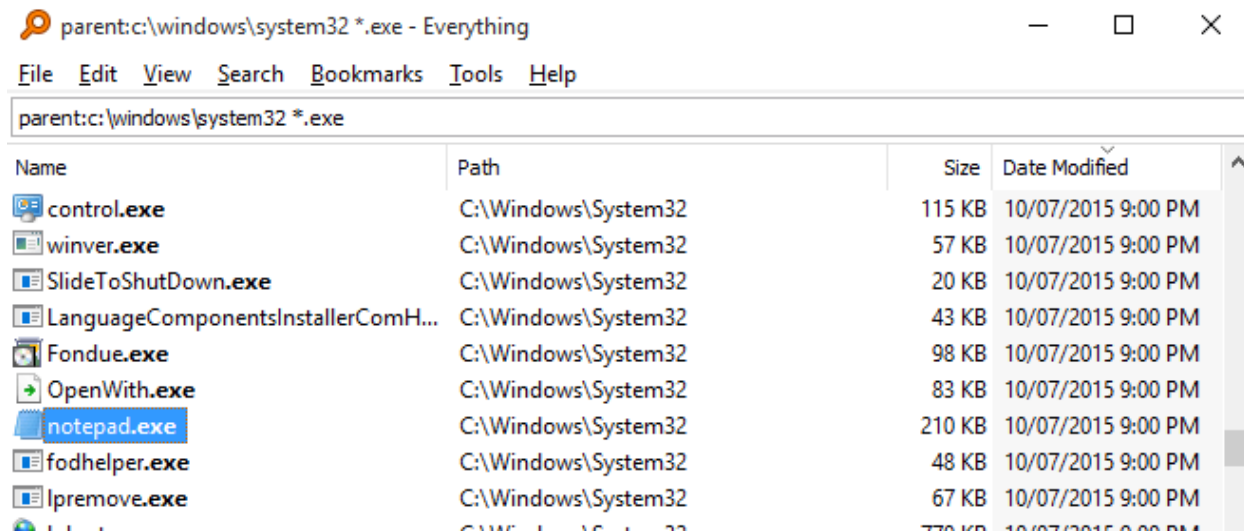 parent:c:\windows\system32 *.exe - Everything
File Edit View Search Bookmarks Tools Help
parent:c:\windows\system32 *.exe
Name Path Size Date Modified
control.exe C:\Windows\System32 115 KB 10/07/2015 9:00 PM
winver.exe C:\Windows\System32 57 KB 10/07/2015 9:00 PM
SlideToShutDown.exe C:\Windows\System32 20 KB 10/07/2015 9:00 PM
LanguageComponentsInstallerComH... C:\Windows\System32 43 KB 10/07/2015 9:00 PM
Fondue.exe C:\Windows\System32 98 KB 10/07/2015 9:00 PM
OpenWith.exe C:\Windows\System32 83 KB 10/07/2015 9:00 PM
notepad.exe C:\Windows\System32 210 KB 10/07/2015 9:00 PM
fodhelper.exe C:\Windows\System32 48 KB 10/07/2015 9:00 PM
lpremove.exe C:\Windows\System32 67 KB 10/07/2015 9:00 PM